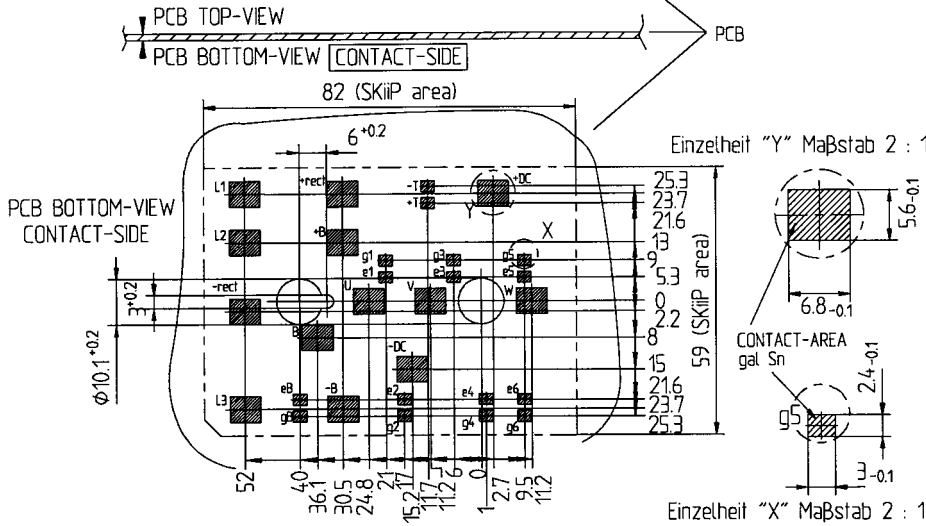 PCB TOP-VIEW
PCB
PCB BOTTOM-VIEW CONTACT-SIDE
82 (SKiiP area)
6 +0.2
Einzelheit "Y" Maßstab 2 : 1
L1
+rect
-T
+T
+DC
Y
25.3
23.7
21.6
5.6-0.1
PCB BOTTOM-VIEW
CONTACT-SIDE
L2
+B
X
13
g1
g3
g5
9
e1
e3
e5
5.3
-rect
U
V
W
0
2.2
59 (SKiiP area)
6.8-0.1
3+0.2
B
8
Φ10.1+0.2
CONTACT-AREA
gal Sn
-DC
15
2.4-0.1
L3
eB
-B
e2
e4
e6
21.6
23.7
gB
g2
g4
g6
25.3
g5
52
40
36.1
30.5
24.8
21
17
15.2
11.7
11.2
6
0
1
2.7
9.5
11.2
3-0.1
Einzelheit "X" Maßstab 2 : 1